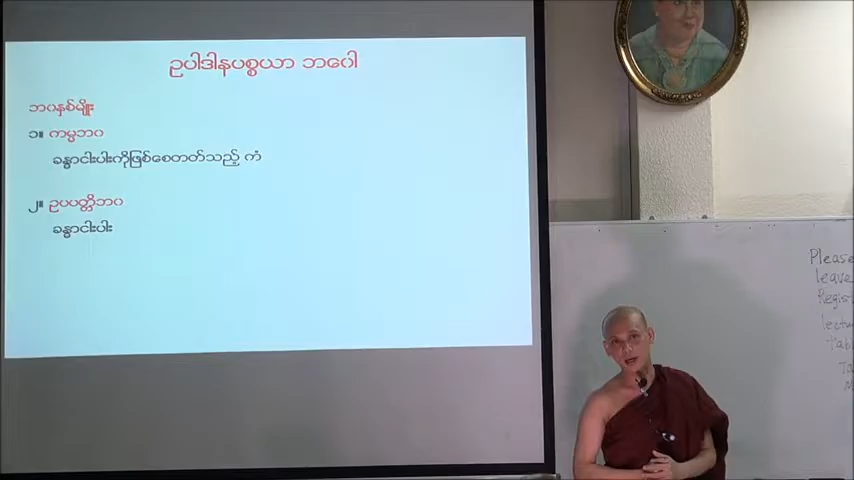 ဥပါဒါနပစ္စယာ ဘဝေါ
ဘဝနှစ်မျိုး
၁။ ကမ္မဘဝ
ခန္ဓာငါးပါးကိုဖြစ်စေတတ်သည့် ကံ
၂။ ဥပပတ္တိဘဝ
ခန္ဓာငါးပါး
Please
leave
Regist
lectu